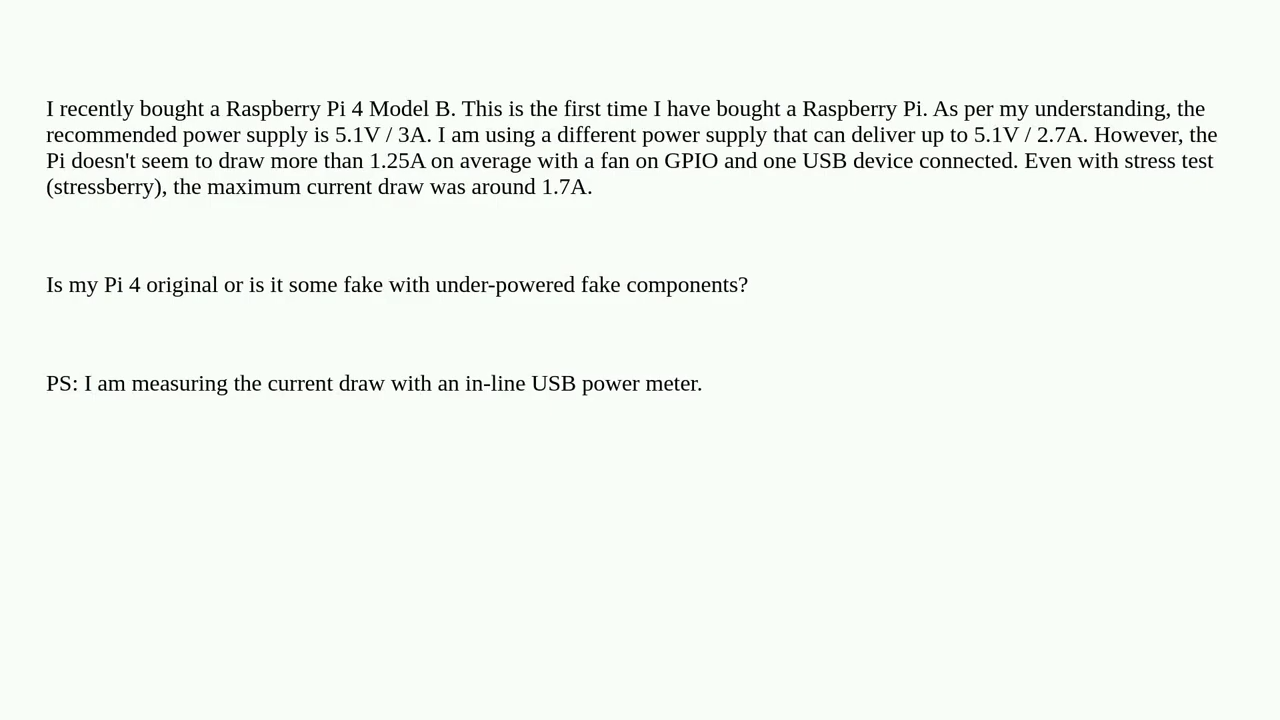 I recently bought a Raspberry Pi 4 Model B. This is the first time I have bought a Raspberry Pi. As per my understanding, the
recommended power supply is 5.1V / 3A. I am using a different power supply that can deliver up to 5.1V / 2.7A. However, the
Pi doesn't seem to draw more than 1.25A on average with a fan on GPIO and one USB device connected. Even with stress test
(stressberry), the maximum current draw was around 1.7A.
Is my Pi 4 original or is it some fake with under-powered fake components?
PS: I am measuring the current draw with an in-line USB power meter.